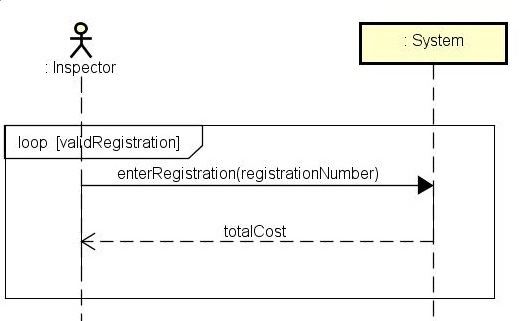 : Inspector
: System
loop [validRegistration]
enterRegistration(registrationNumber)
totalCost